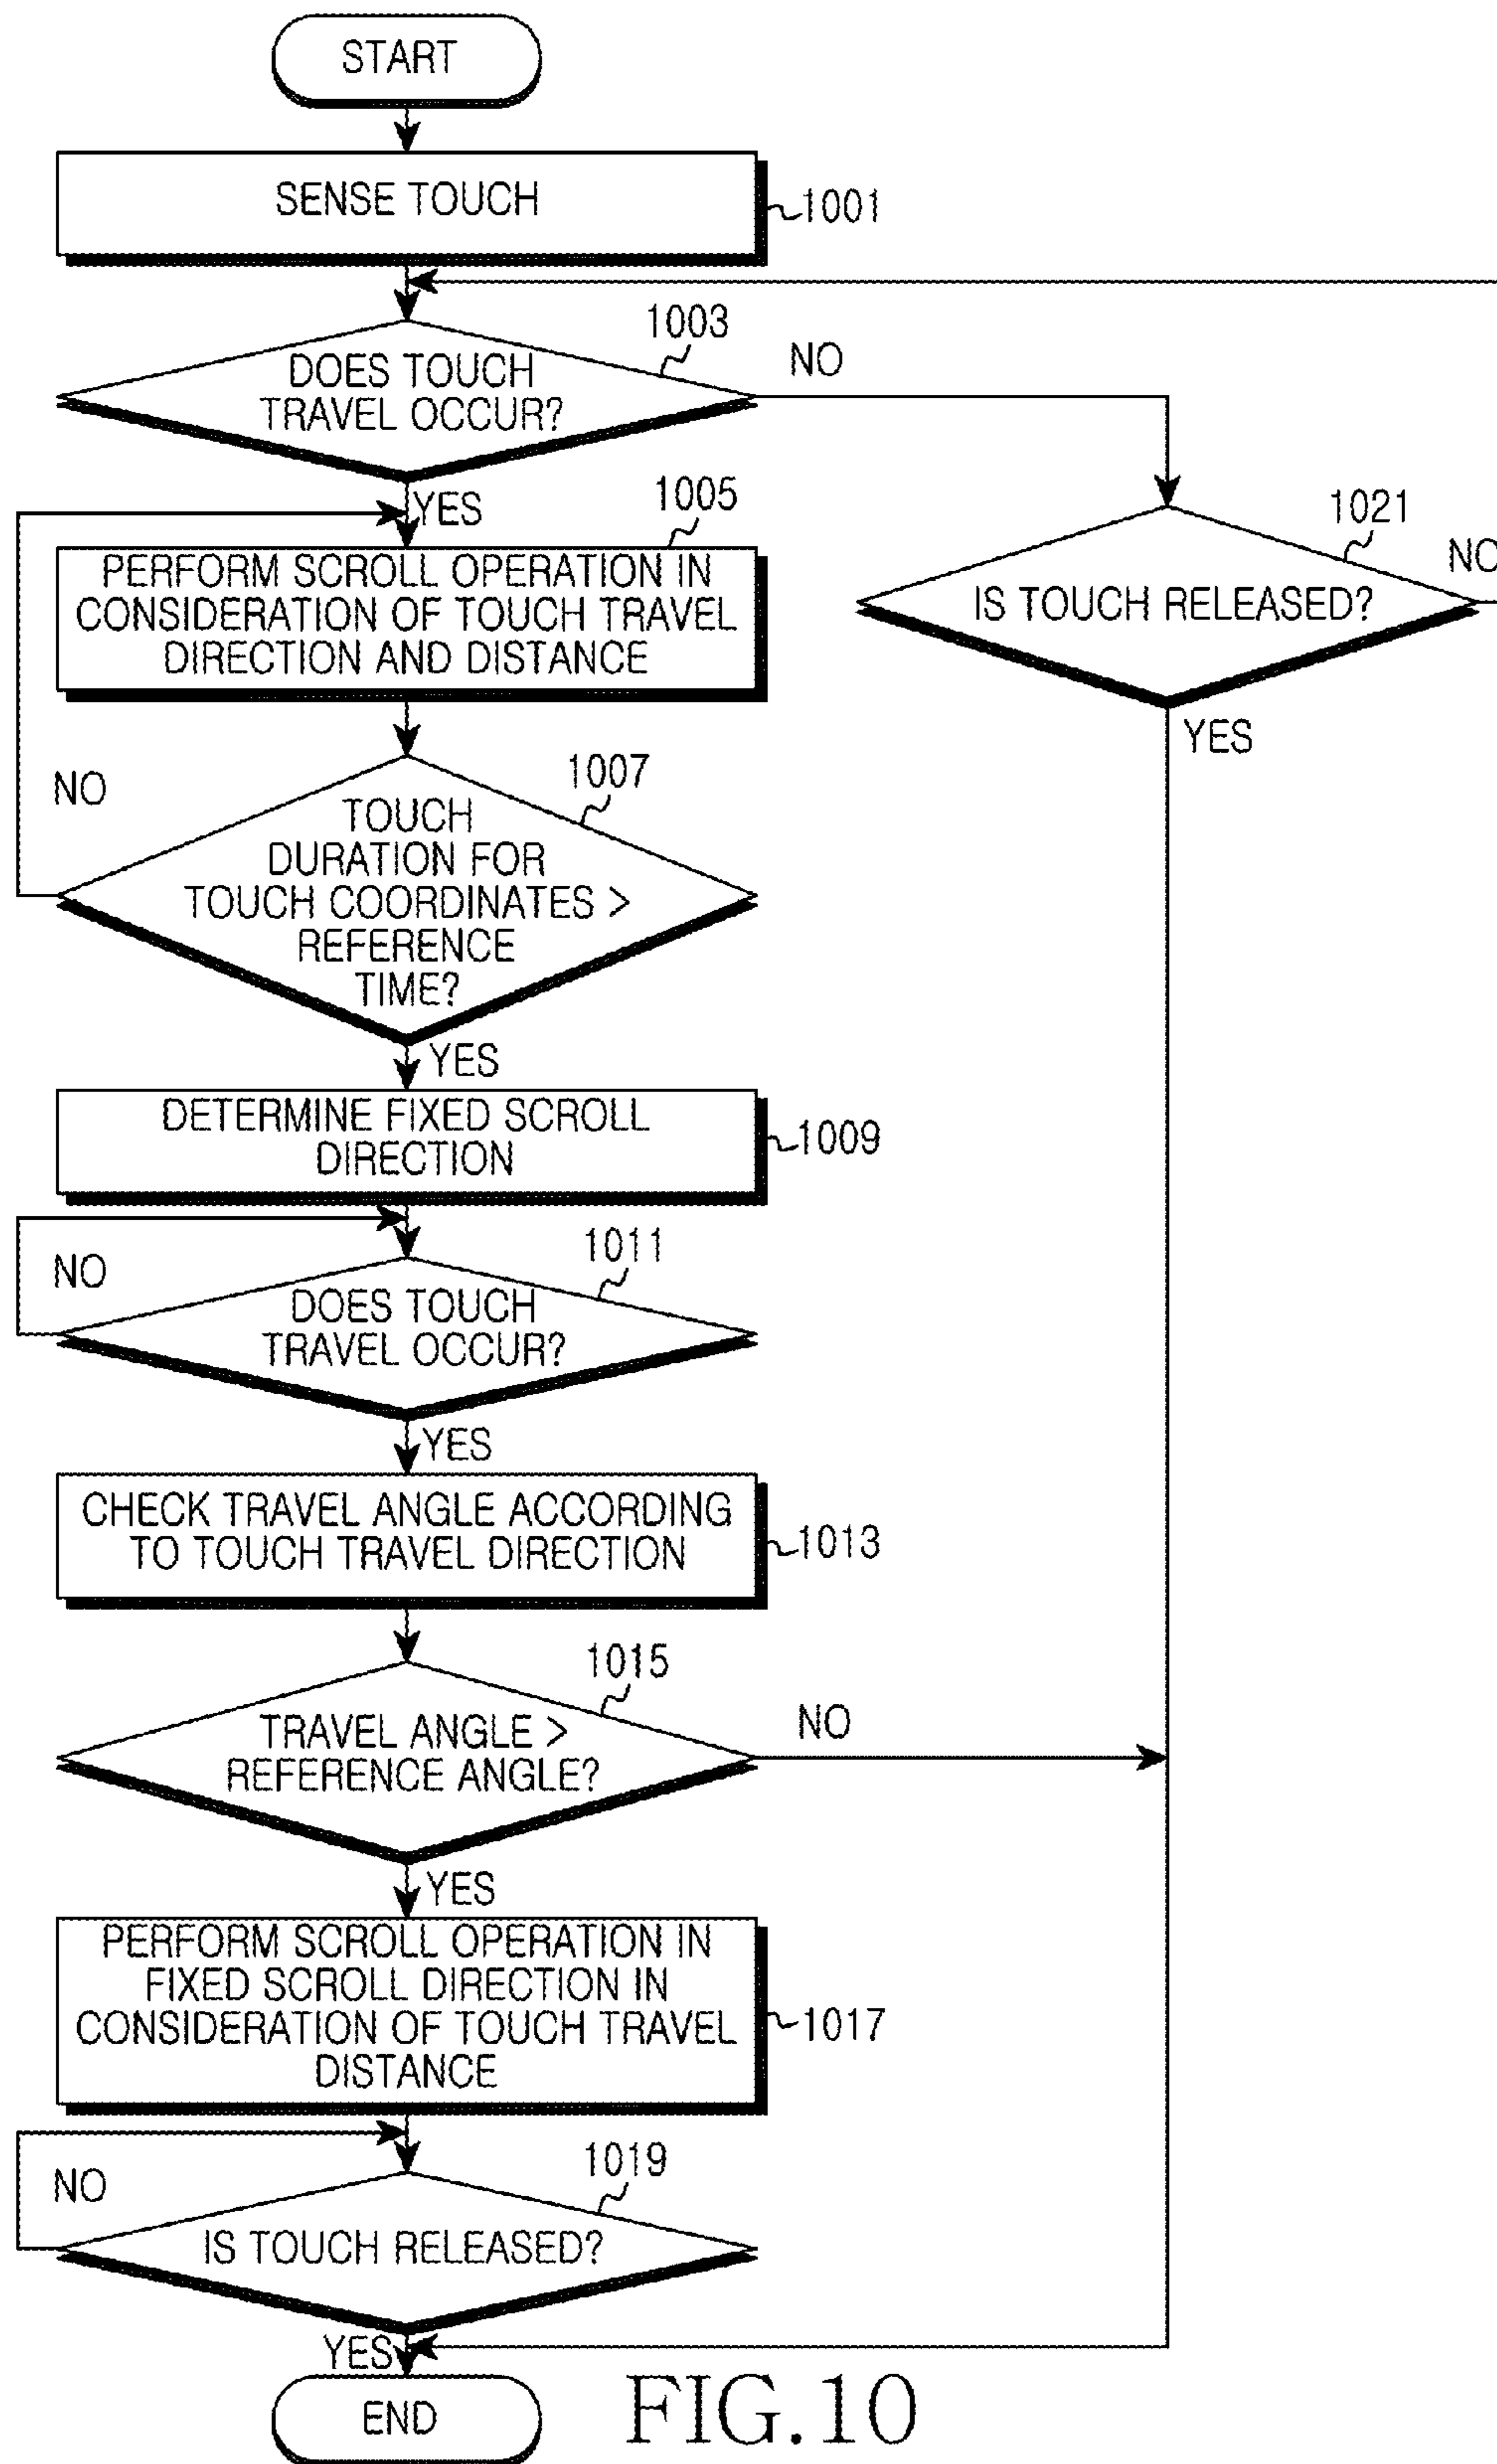 START
SENSE TOUCH
1001
1003
DOES TOUCH
TRAVEL OCCUR?
NO
YES
1005
PERFORM SCROLL OPERATION IN
CONSIDERATION OF TOUCH TRAVEL
DIRECTION AND DISTANCE
1021
IS TOUCH RELEASED?
NO
YES
1007
NO
TOUCH
DURATION FOR
TOUCH COORDINATES >
REFERENCE
TIME?
YES
DETERMINE FIXED SCROLL
DIRECTION
1009
1011
NO
DOES TOUCH
TRAVEL OCCUR?
YES
CHECK TRAVEL ANGLE ACCORDING
TO TOUCH TRAVEL DIRECTION
1013
1015
TRAVEL ANGLE >
REFERENCE ANGLE?
NO
YES
PERFORM SCROLL OPERATION IN
FIXED SCROLL DIRECTION IN
CONSIDERATION OF TOUCH TRAVEL
DISTANCE
1017
1019
NO
IS TOUCH RELEASED?
YES
END
FIG.10